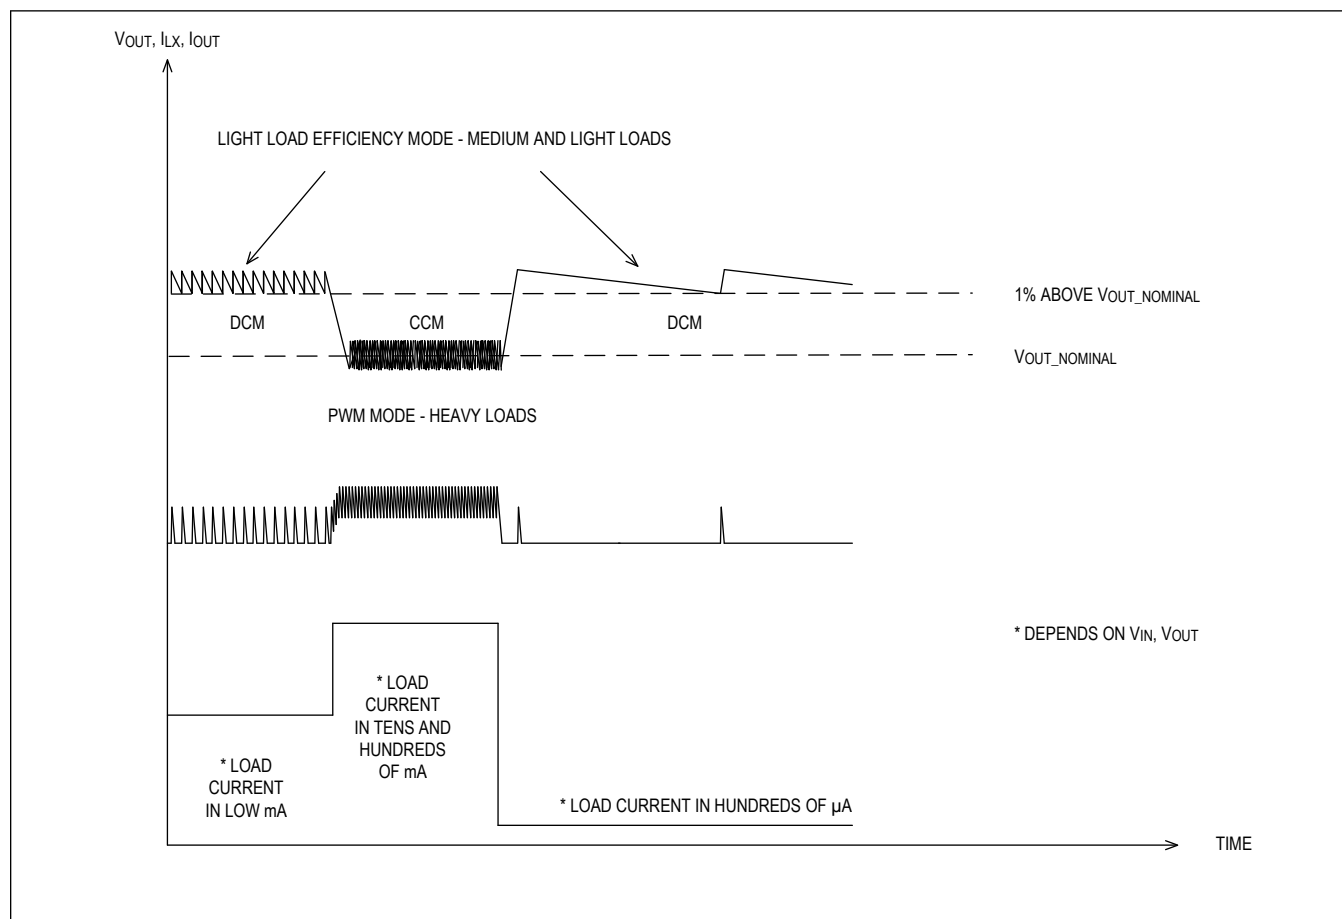 VOUT, ILX, IOUT
LIGHT LOAD EFFICIENCY MODE - MEDIUM AND LIGHT LOADS
1% ABOVE VOUT_NOMINAL
DCM
CCM
DCM
VOUT_NOMINAL
PWM MODE - HEAVY LOADS
* DEPENDS ON VIN, VOUT
* LOAD
CURRENT
IN TENS AND
HUNDREDS
OF mA
* LOAD
CURRENT
IN LOW mA
* LOAD CURRENT IN HUNDREDS OF µA
TIME